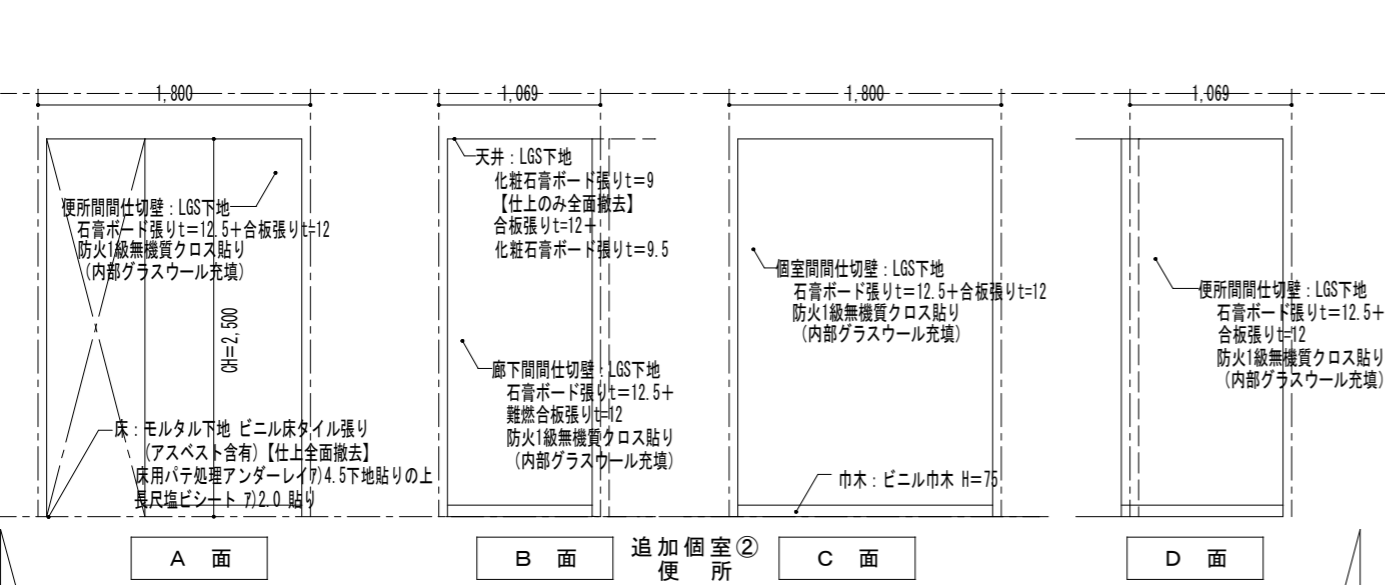 1,800
1,069
1,800
1,069
便所間間仕切壁：LGS下地
石膏ボード張りt＝12.5＋合板張りt=12
防火1級無機質クロス貼り
（内部グラスウール充填）
CH＝2,500
床：モルタル下地 ビニル床タイル張り
（アスベスト含有）【仕上全面撤去】
床用パテ処理アンダーレイｱ)4.5下地貼りの上
長尺塩ビシート ｱ)2.0 貼り
天井：LGS下地
化粧石膏ボード張りt＝9
【仕上のみ全面撤去】
合板張りt=12＋
化粧石膏ボード張りt＝9.5
廊下間間仕切壁：LGS下地
石膏ボード張りt＝12.5＋
難燃合板張りt=12
防火1級無機質クロス貼り
（内部グラスウール充填）
個室間間仕切壁：LGS下地
石膏ボード張りt＝12.5＋合板張りt=12
防火1級無機質クロス貼り
（内部グラスウール充填）
巾木：ビニル巾木 H＝75
便所間間仕切壁：LGS下地
石膏ボード張りt＝12.5＋
合板張りt=12
防火1級無機質クロス貼り
（内部グラスウール充填）
A 面
B 面
追加個室②
便 所
C 面
D 面